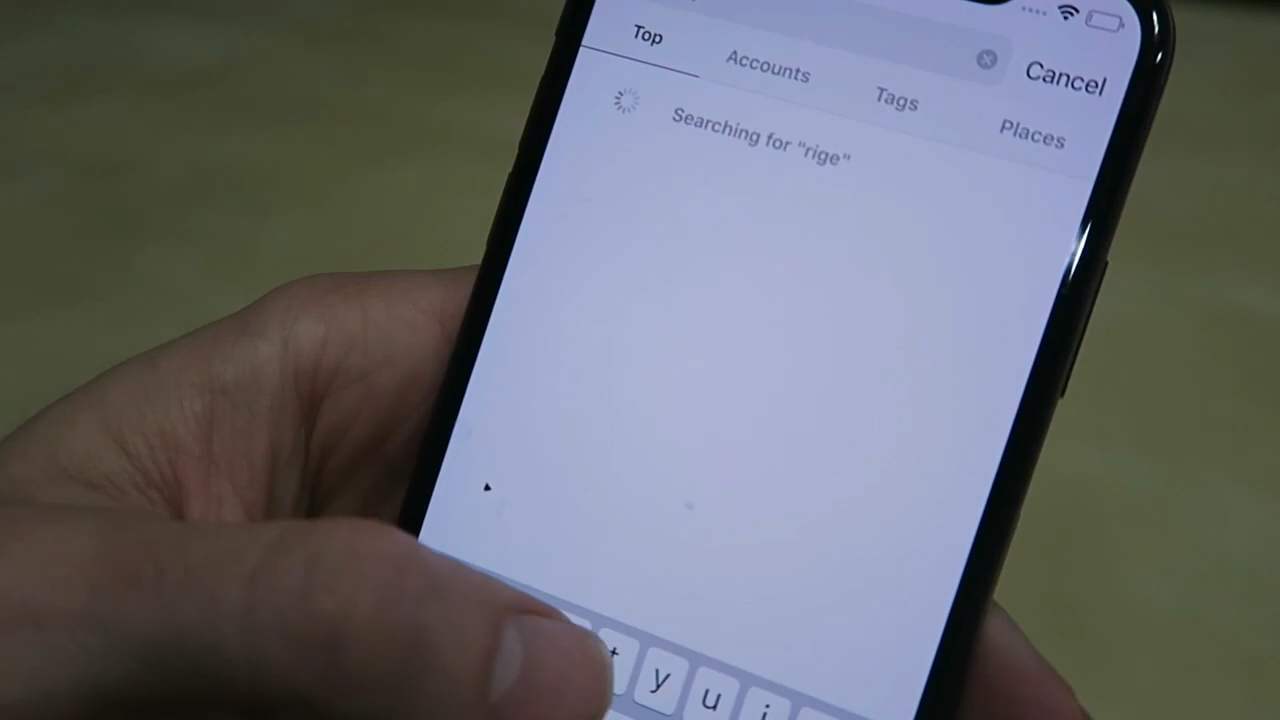 Cancel
Top
Accounts
Tags
Places
Searching for "rige"
t
y
u
i